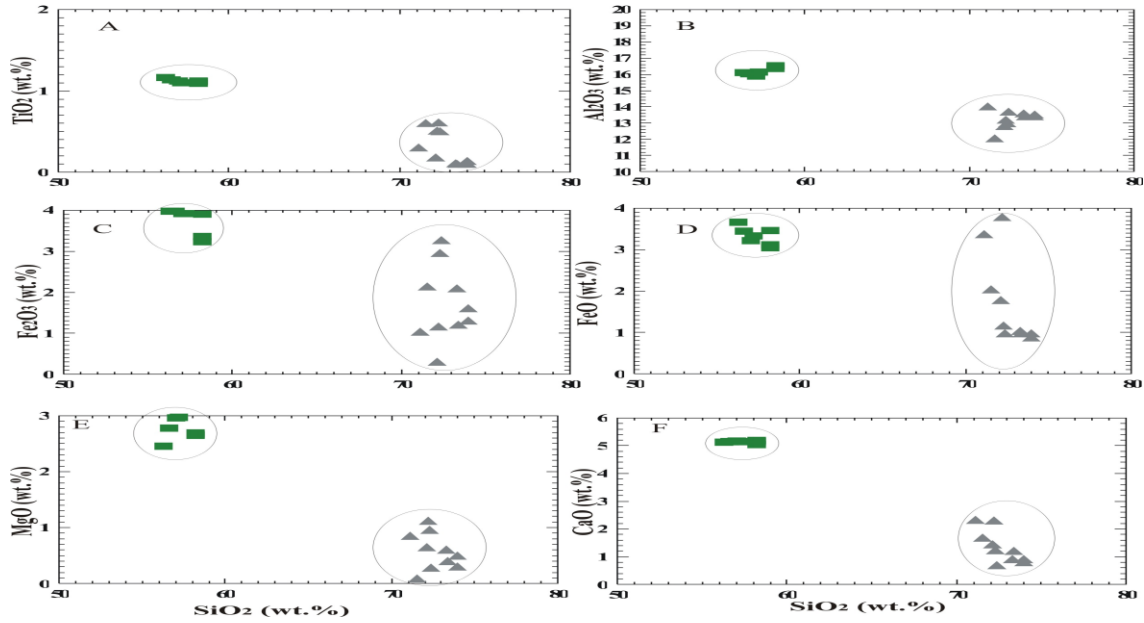 A
TiO2 (wt.%)
2
1
0
50 60 70 80
B
Al2O3 (wt.%)
20
19
18
17
16
15
14
13
12
11
10
50 60 70 80
C
Fe2O3 (wt.%)
4
3
2
1
0
50 60 70 80
D
FeO (wt.%)
4
3
2
1
0
50 60 70 80
E
MgO (wt.%)
3
2
1
0
50 60 70 80
SiO2 (wt.%)
F
CaO (wt.%)
6
5
4
3
2
1
0
50 60 70 80
SiO2 (wt.%)